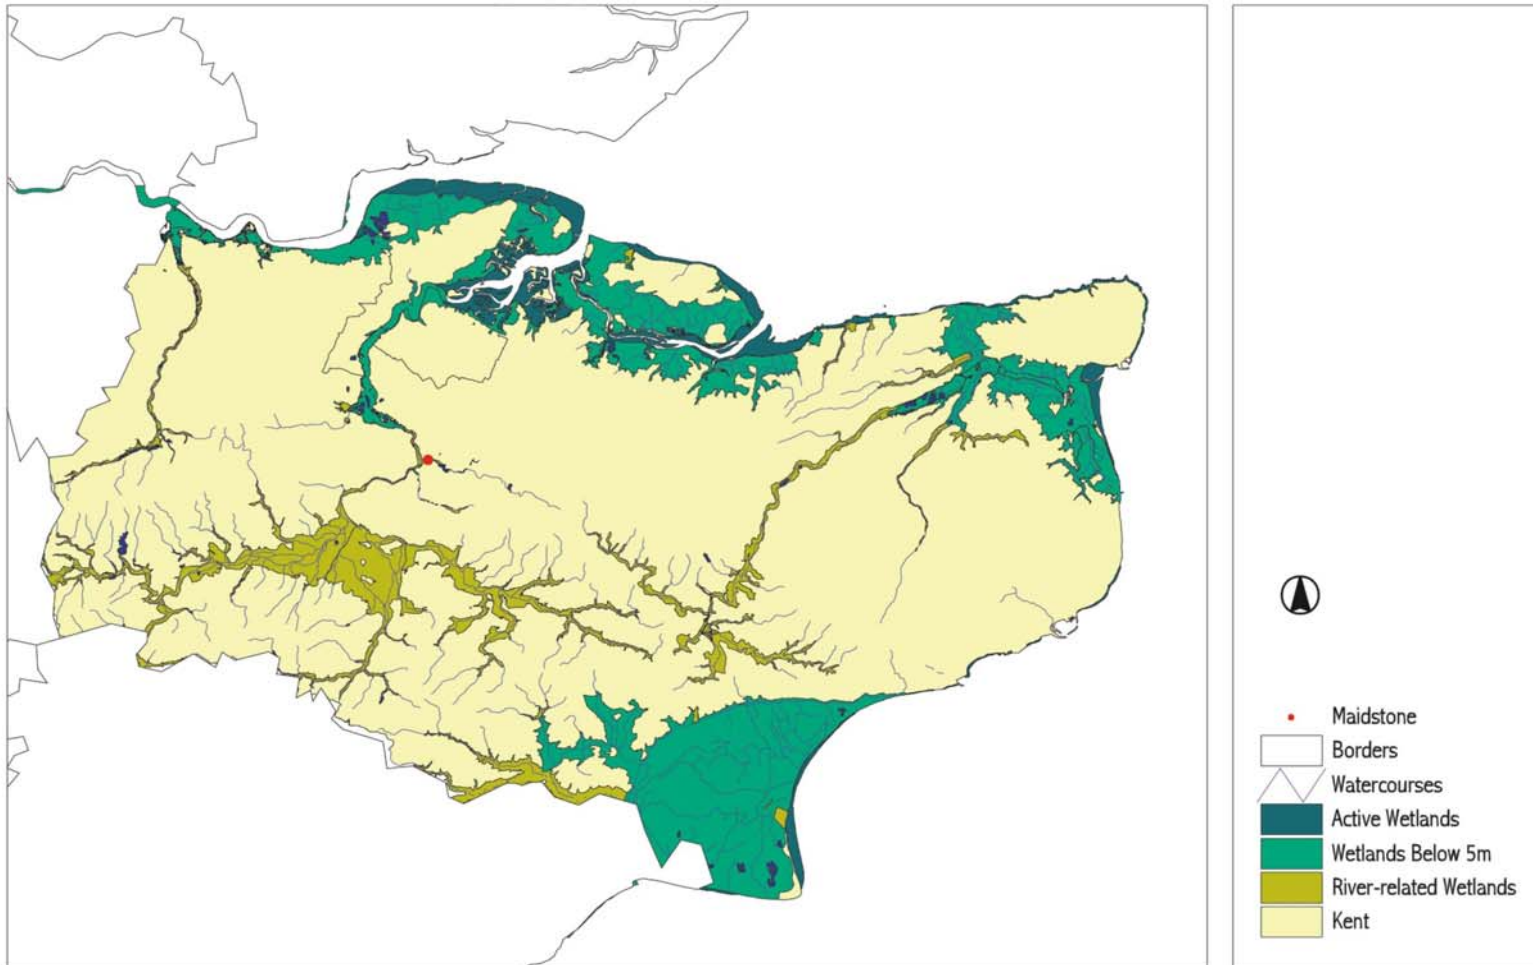 Maidstone
Borders
Watercourses
Active Wetlands
Wetlands Below 5m
River-related Wetlands
Kent